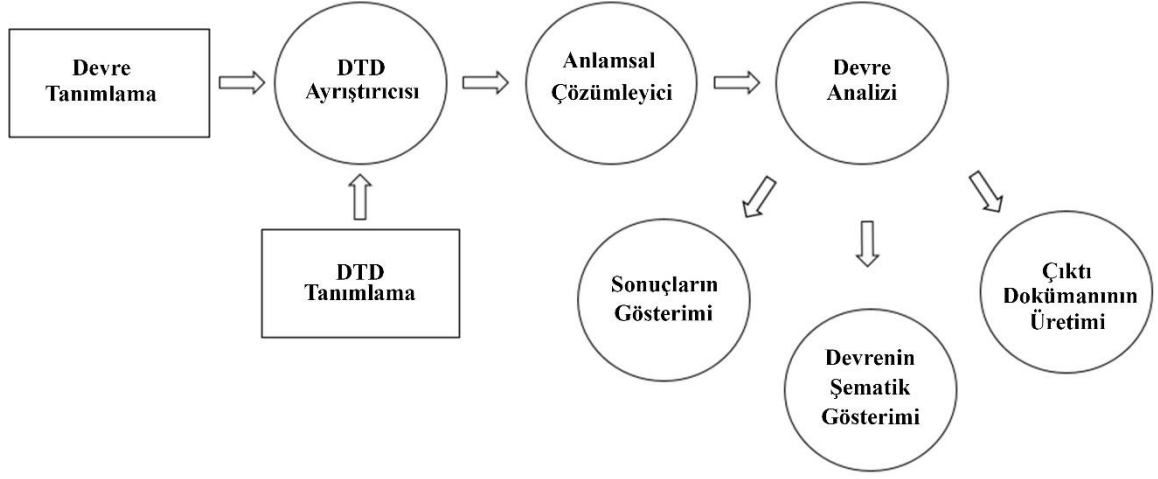 Devre
Tanımlama
DTD
Ayrıştırıcısı
Anlamsal
Çözümleyici
Devre
Analizi
DTD
Tanımlama
Sonuçların
Gösterimi
Devrenin
Şematik
Gösterimi
Çıktı
Dokümanının
Üretimi